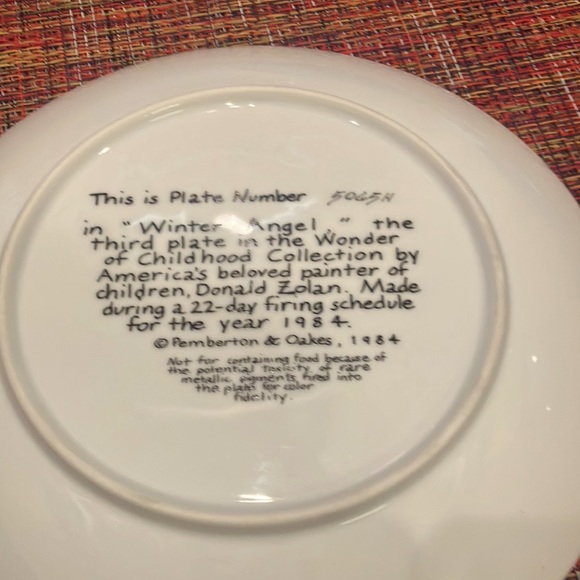 This is Plate Number 5065H
in "Winter Angel," the
third plate in the Wonder
of Childhood Collection by
America's beloved painter of
children, Donald Zolan. Made
during a 22-day firing schedule
for the year 1984.
© Pemberton & Oakes, 1984
Not for containing food because of
the potential toxicity of rare
metallic pigments fired into
the plate for color
fidelity.